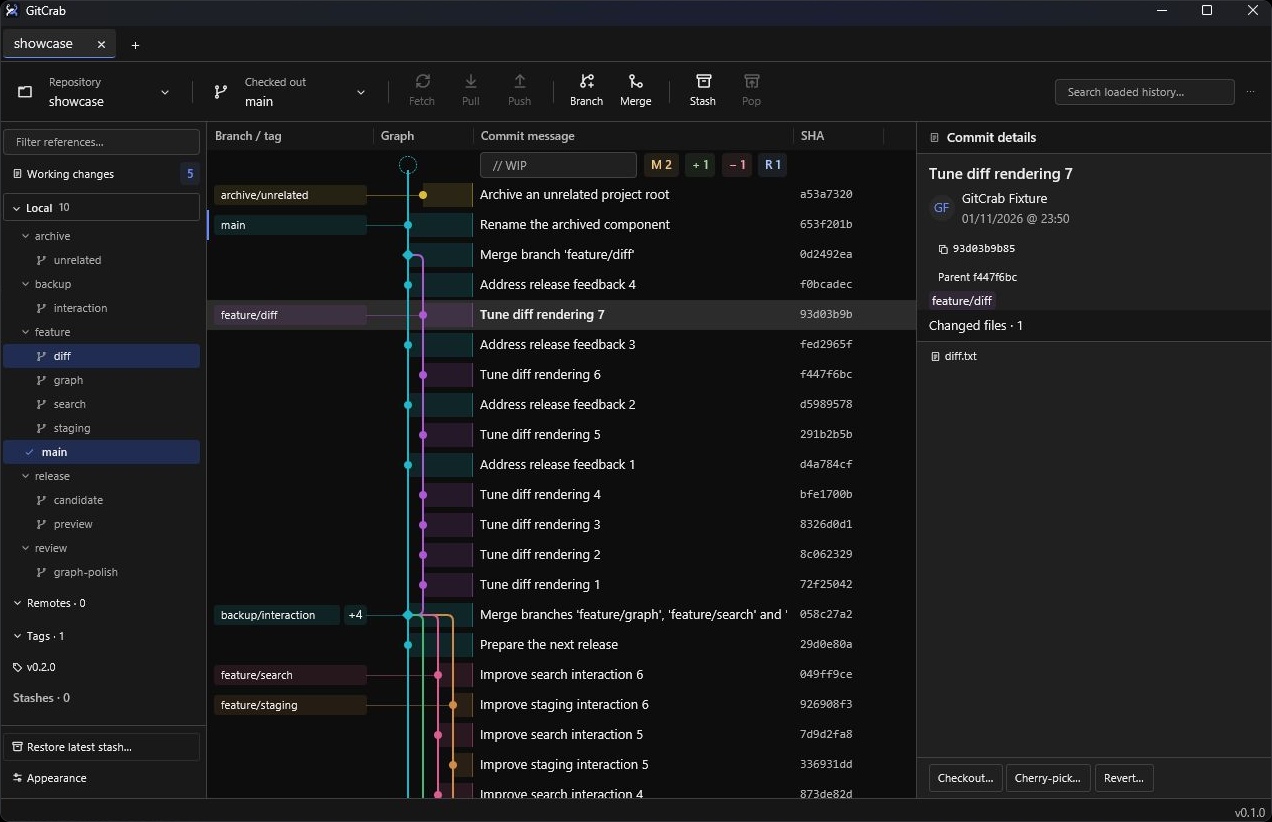 GitCrab
showcase
Repository
showcase
Checked out
main
Fetch
Pull
Push
Branch
Merge
Stash
Pop
Search loaded history...
Filter references...
Working changes 5
Local 10
archive
unrelated
backup
interaction
feature
diff
graph
search
staging
main
release
candidate
preview
review
graph-polish
Remotes · 0
Tags · 1
v0.2.0
Stashes · 0
Restore latest stash...
Appearance
Branch / tag Graph Commit message SHA
// WIP M 2 + 1 − 1 R 1
archive/unrelated Archive an unrelated project root a53a7320
main Rename the archived component 653f201b
Merge branch 'feature/diff' 0d2492ea
Address release feedback 4 f0bcadec
feature/diff Tune diff rendering 7 93d03b9b
Address release feedback 3 fed2965f
Tune diff rendering 6 f447f6bc
Address release feedback 2 d5989578
Tune diff rendering 5 291b2b5b
Address release feedback 1 d4a784cf
Tune diff rendering 4 bfe1700b
Tune diff rendering 3 8326d0d1
Tune diff rendering 2 8c062329
Tune diff rendering 1 72f25042
backup/interaction +4 Merge branches 'feature/graph', 'feature/search' and ' 058c27a2
Prepare the next release 29d0e80a
feature/search Improve search interaction 6 049ff9ce
feature/staging Improve staging interaction 6 926908f3
Improve search interaction 5 7d9d2fa8
Improve staging interaction 5 336931dd
Improve search interaction 4 873de82d
Commit details
Tune diff rendering 7
GF
GitCrab Fixture
01/11/2026 @ 23:50
93d03b9b85
Parent f447f6bc
feature/diff
Changed files · 1
diff.txt
Checkout...
Cherry-pick...
Revert...
v0.1.0